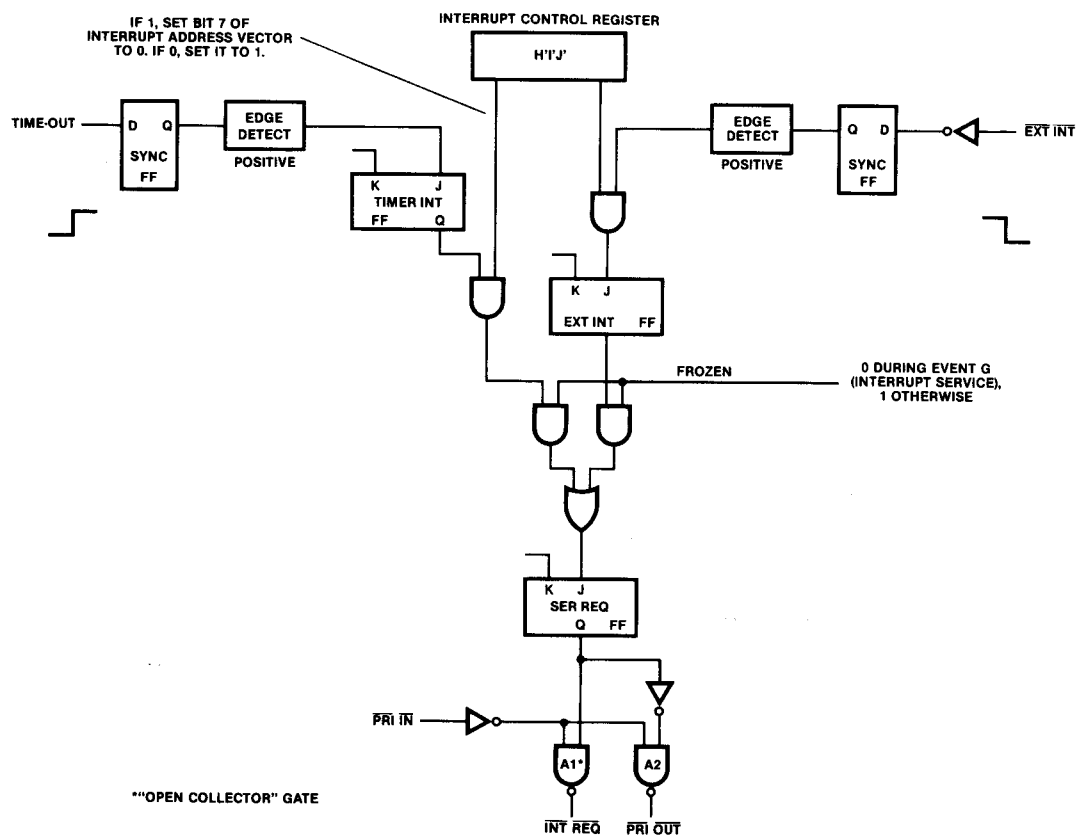 IF 1, SET BIT 7 OF
INTERRUPT ADDRESS VECTOR
TO 0. IF 0, SET IT TO 1.
INTERRUPT CONTROL REGISTER
H'I'J'
TIME-OUT
D Q
SYNC
FF
EDGE
DETECT
POSITIVE
K J
TIMER INT
FF Q
EDGE
DETECT
POSITIVE
Q D
SYNC
FF
EXT INT
K J
EXT INT FF
FROZEN
0 DURING EVENT G
(INTERRUPT SERVICE),
1 OTHERWISE
K J
SER REQ
Q FF
PRI IN
A1*
A2
*"OPEN COLLECTOR" GATE
INT REQ
PRI OUT